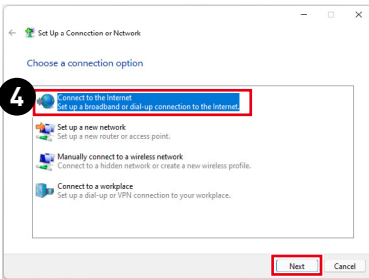 Set Up a Connection or Network
Choose a connection option
4
Connect to the Internet
Set up a broadband or dial-up connection to the Internet.
Set up a new network
Set up a new router or access point.
Manually connect to a wireless network
Connect to a hidden network or create a new wireless profile.
Connect to a workplace
Set up a dial-up or VPN connection to your workplace.
Next Cancel